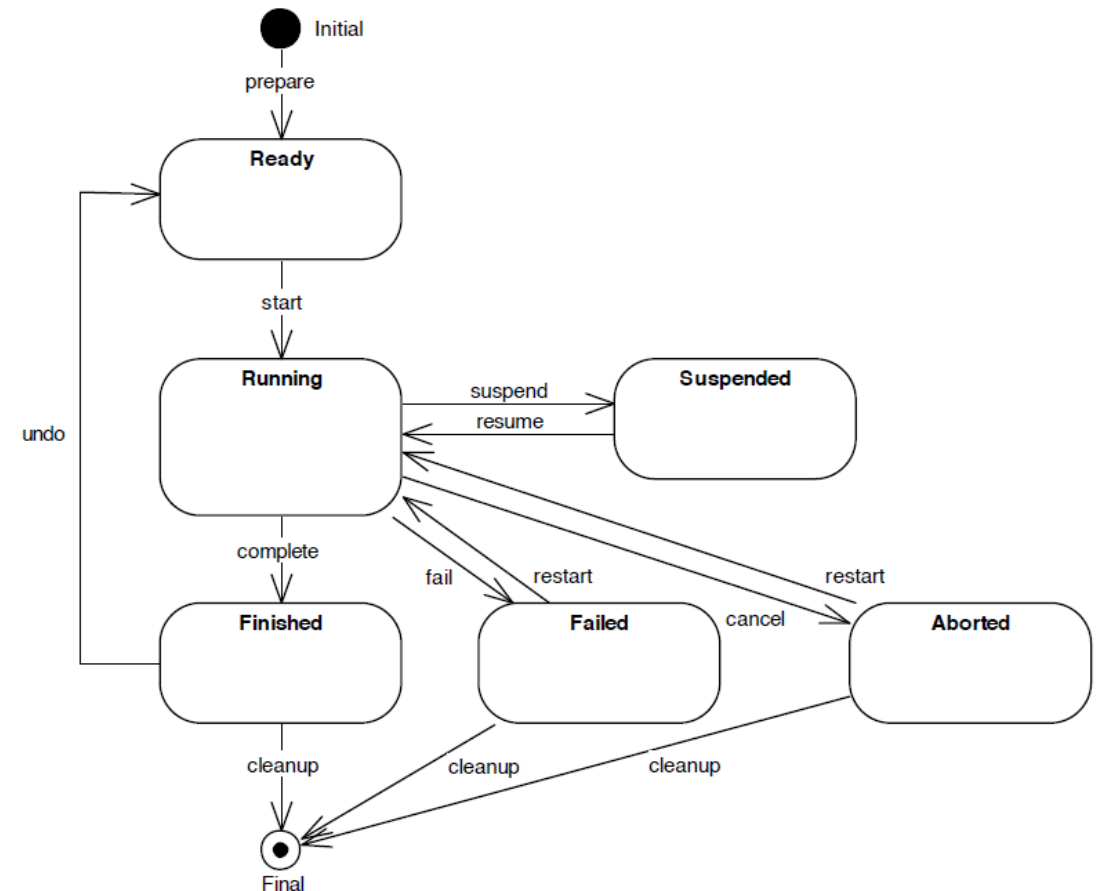 Initial
prepare
Ready
start
Running
Suspended
suspend
resume
undo
complete
fail
restart
restart
cancel
Finished
Failed
Aborted
cleanup
cleanup
cleanup
Final